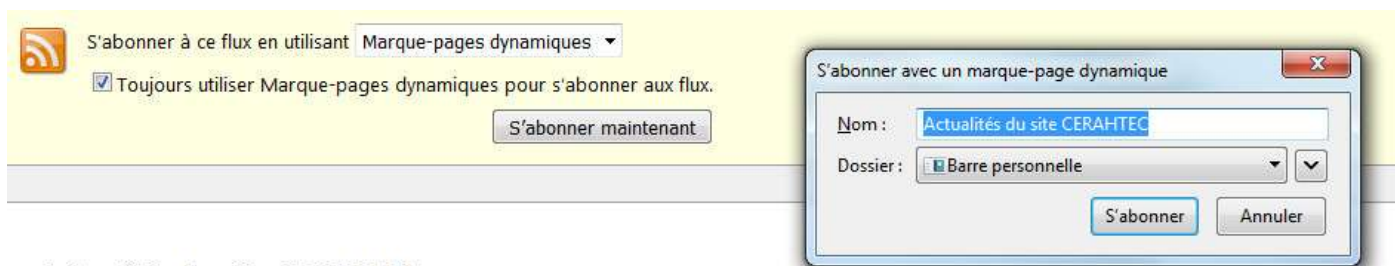 S'abonner à ce flux en utilisant Marque-pages dynamiques
Toujours utiliser Marque-pages dynamiques pour s'abonner aux flux.
S'abonner maintenant
S'abonner avec un marque-page dynamique
Nom :
Actualités du site CERAHTEC
Dossier :
Barre personnelle
S'abonner
Annuler